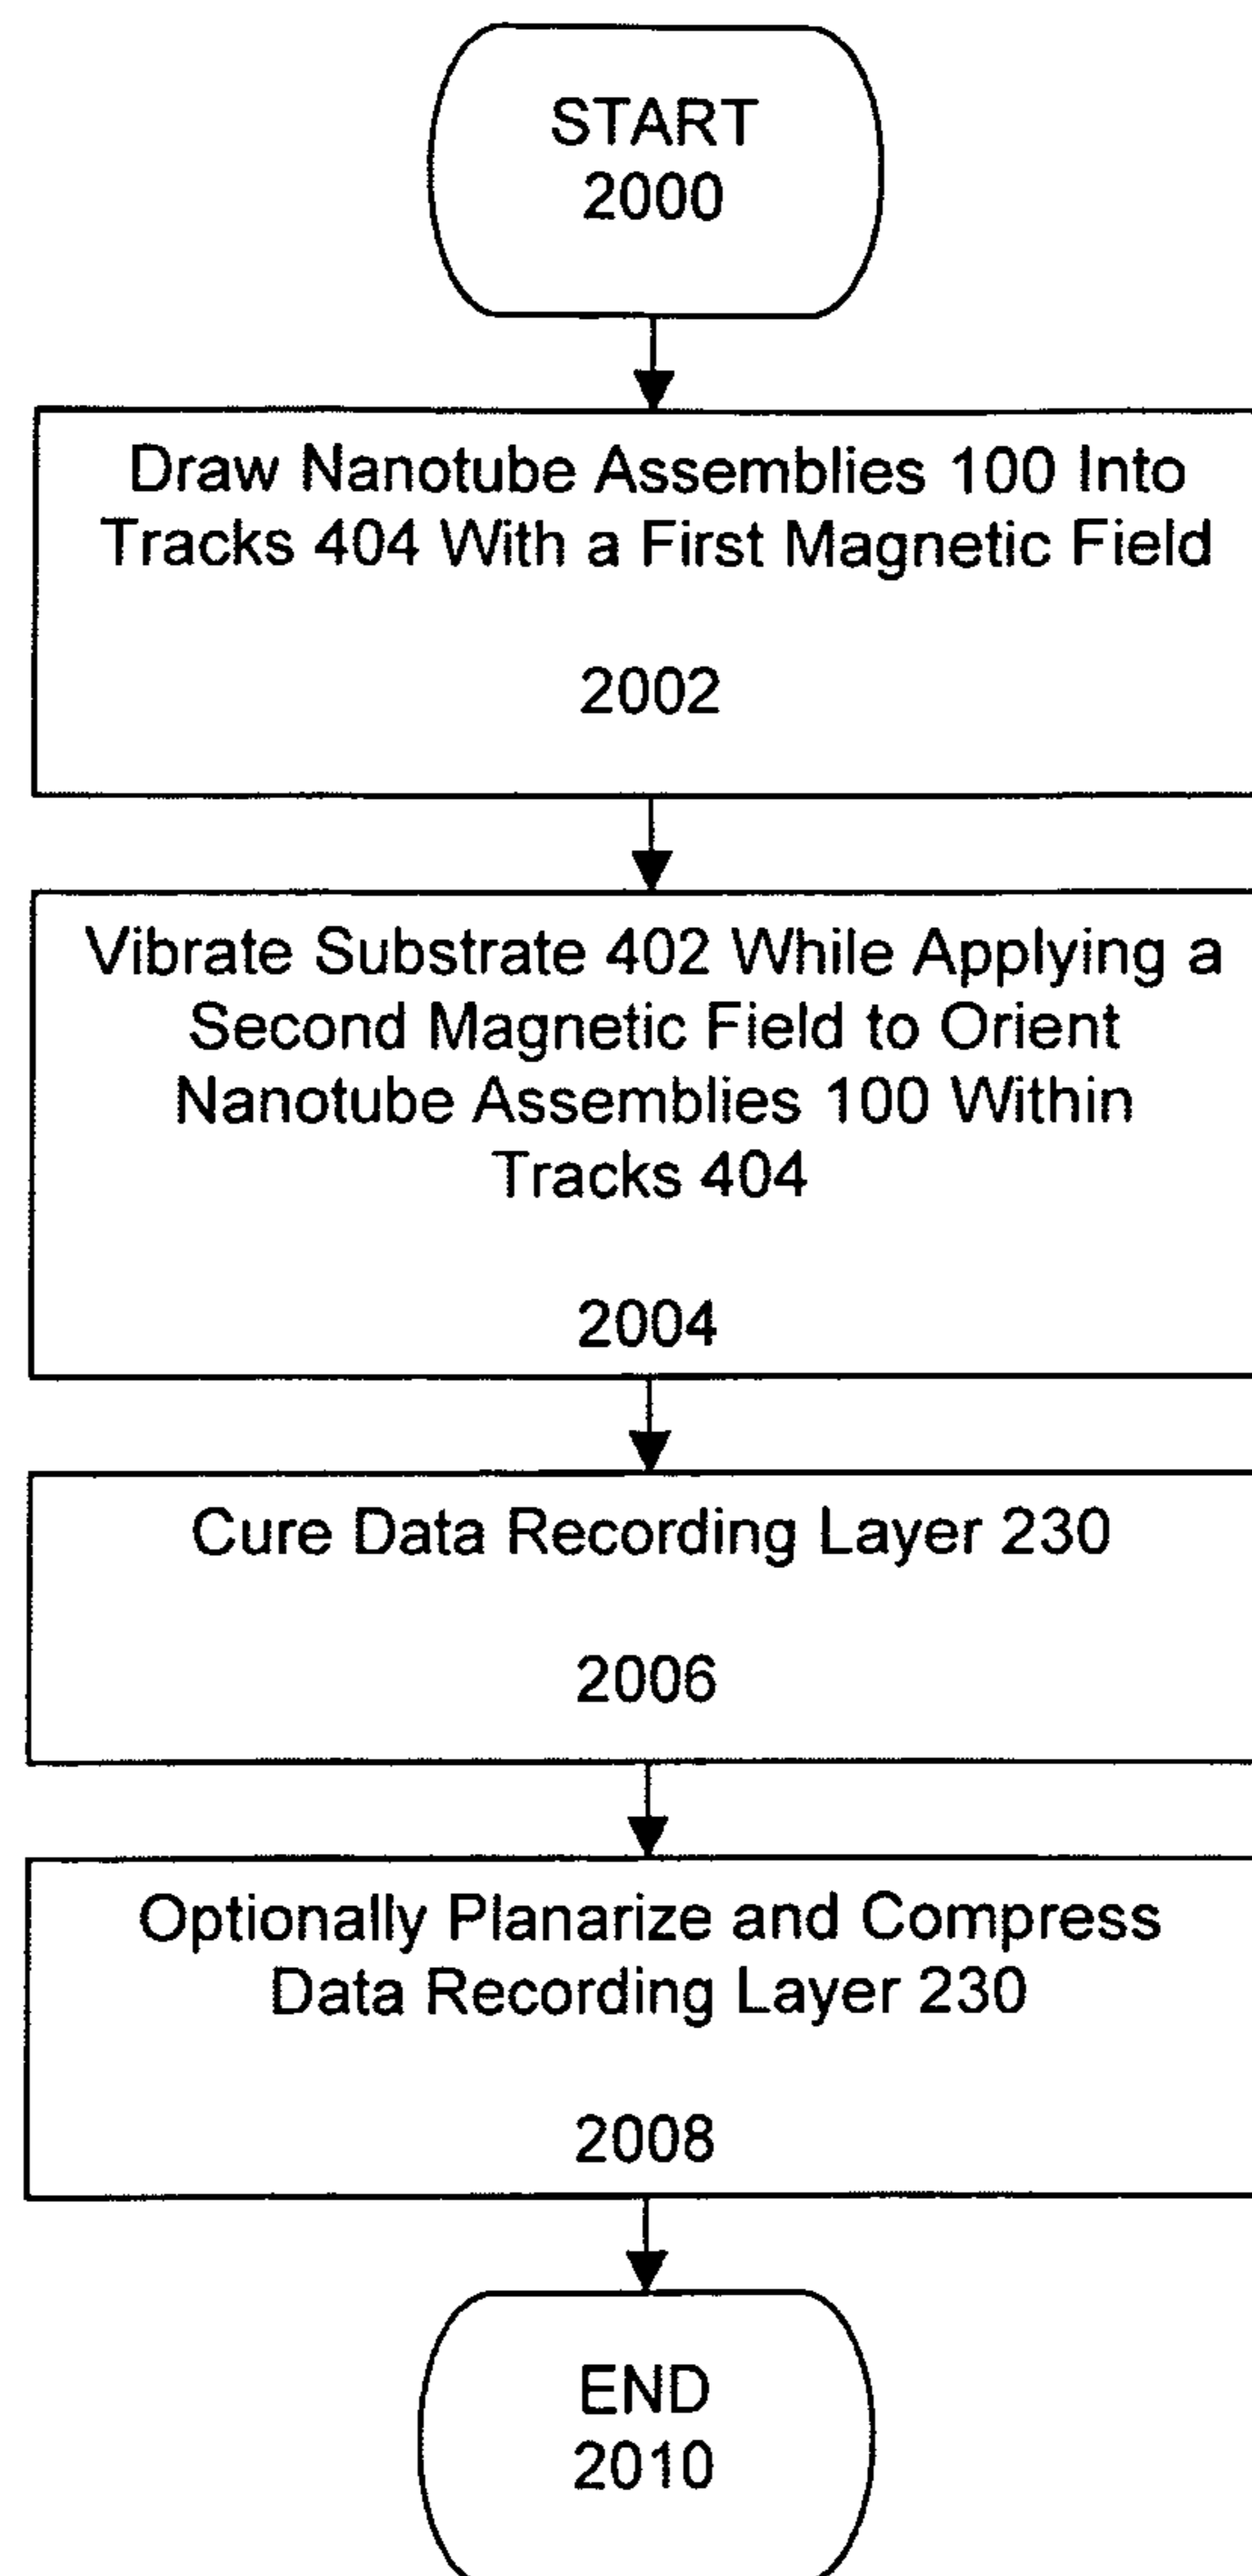 START
2000
Draw Nanotube Assemblies 100 Into
Tracks 404 With a First Magnetic Field
2002
Vibrate Substrate 402 While Applying a
Second Magnetic Field to Orient
Nanotube Assemblies 100 Within
Tracks 404
2004
Cure Data Recording Layer 230
2006
Optionally Planarize and Compress
Data Recording Layer 230
2008
END
2010